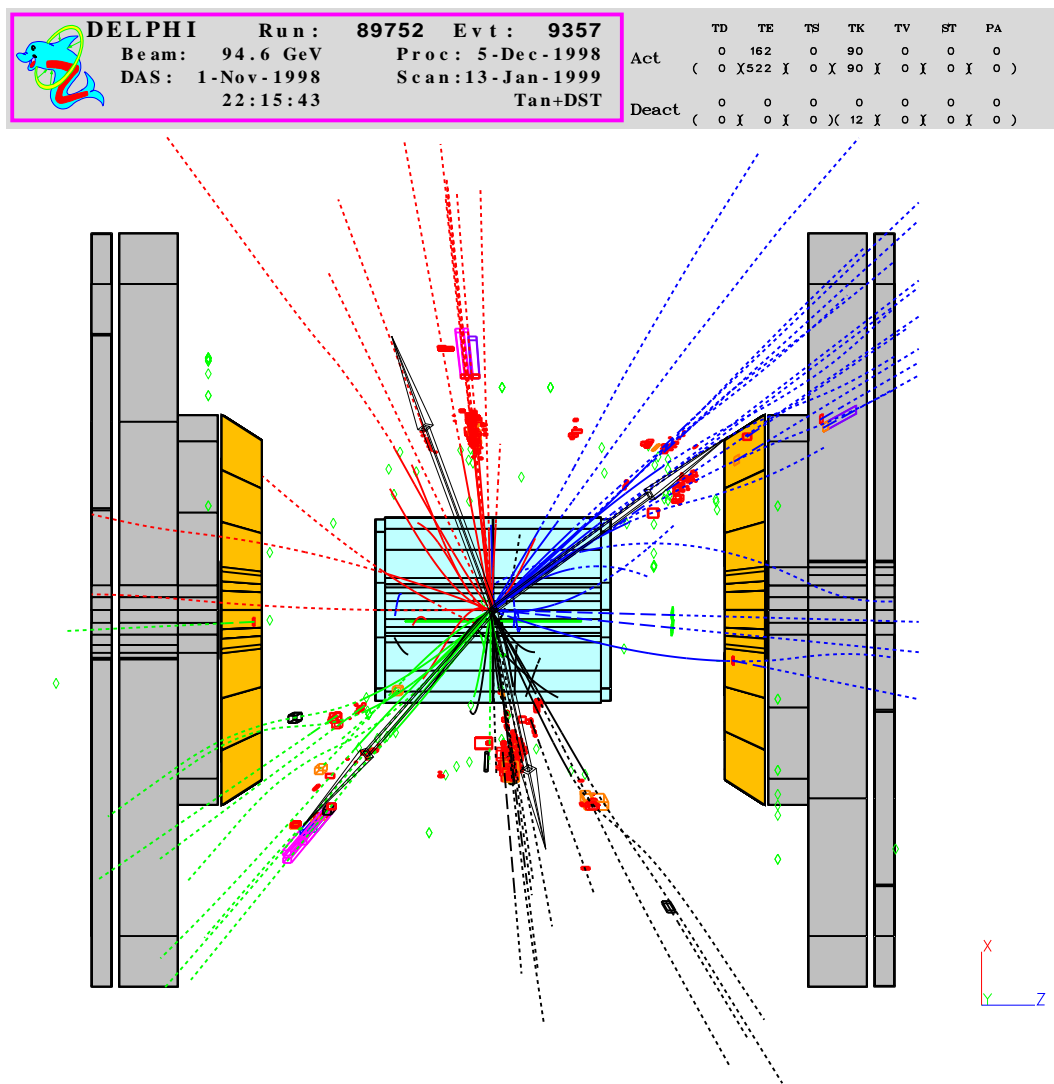 DELPHI Run: 89752 Evt: 9357
Beam: 94.6 GeV Proc: 5-Dec-1998
DAS: 1-Nov-1998 Scan: 13-Jan-1999
22:15:43 Tan+DST
TD TE TS TK TV ST PA
Act 0 162 0 90 0 0 0
( 0 )( 522 )( 0 )( 90 )( 0 )( 0 )( 0 )
Deact 0 0 0 0 0 0 0
( 0 )( 0 )( 0 )( 12 )( 0 )( 0 )( 0 )
X
Y Z